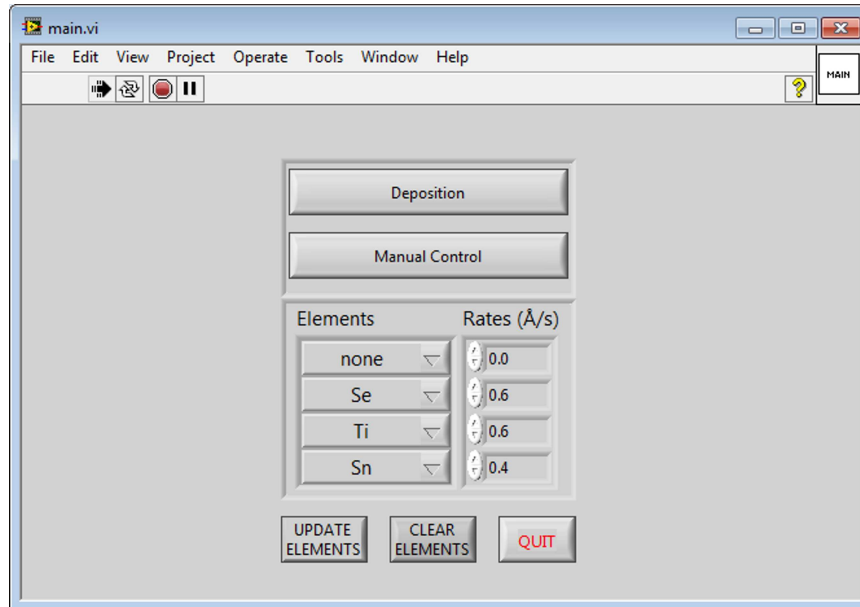 main.vi
File Edit View Project Operate Tools Window Help
MAIN
?
Deposition
Manual Control
Elements Rates (Å/s)
none 0.0
Se 0.6
Ti 0.6
Sn 0.4
UPDATE ELEMENTS
CLEAR ELEMENTS
QUIT